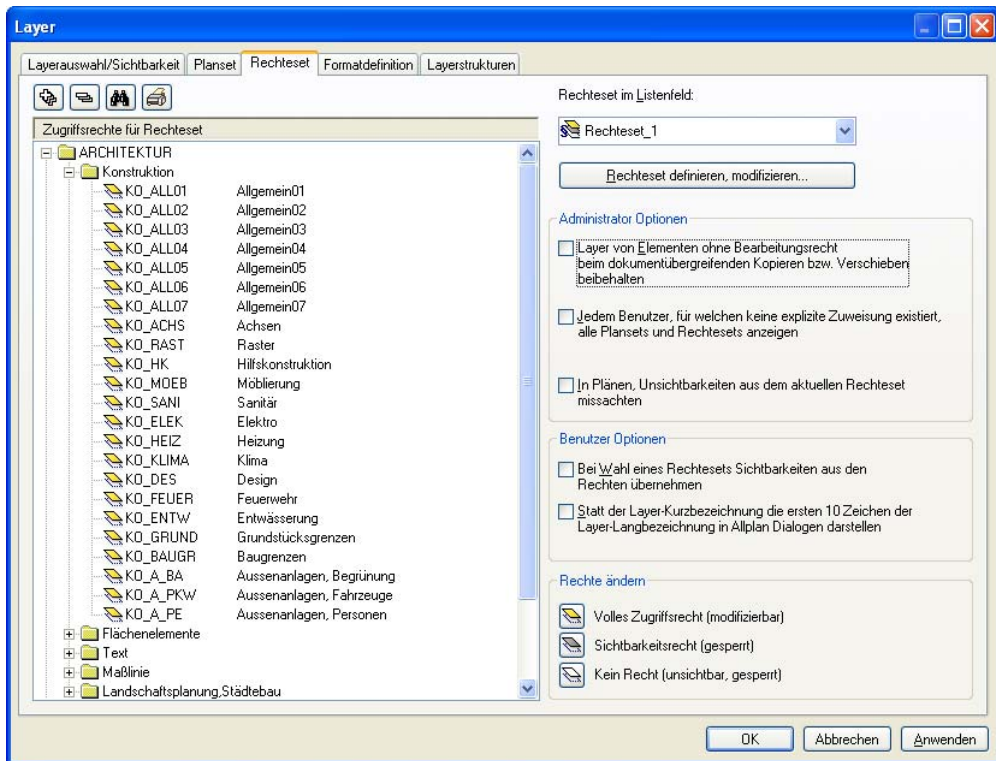 Layer
Layerauswahl/Sichtbarkeit Planset Rechteset Formatdefinition Layerstrukturen
Zugriffsrechte für Rechteset
ARCHITEKTUR
Konstruktion
KO_ALL01 Allgemein01
KO_ALL02 Allgemein02
KO_ALL03 Allgemein03
KO_ALL04 Allgemein04
KO_ALL05 Allgemein05
KO_ALL06 Allgemein06
KO_ALL07 Allgemein07
KO_ACHS Achsen
KO_RAST Raster
KO_HK Hilfskonstruktion
KO_MOEB Möblierung
KO_SANI Sanitär
KO_ELEK Elektro
KO_HEIZ Heizung
KO_KLIMA Klima
KO_DES Design
KO_FEUER Feuerwehr
KO_ENTW Entwässerung
KO_GRUND Grundstücksgrenzen
KO_BAUGR Baugrenzen
KO_A_BA Aussenanlagen, Begrünung
KO_A_PKW Aussenanlagen, Fahrzeuge
KO_A_PE Aussenanlagen, Personen
Flächenelemente
Text
Maßlinie
Landschaftsplanung,Städtebau
Rechteset im Listenfeld:
Rechteset_1
Rechteset definieren, modifizieren...
Administrator Optionen
Layer von Elementen ohne Bearbeitungsrecht
beim dokumentübergreifenden Kopieren bzw. Verschieben
beibehalten
Jedem Benutzer, für welchen keine explizite Zuweisung existiert,
alle Plansets und Rechtesets anzeigen
In Plänen, Unsichtbarkeiten aus dem aktuellen Rechteset
missachten
Benutzer Optionen
Bei Wahl eines Rechtesets Sichtbarkeiten aus den
Rechten übernehmen
Statt der Layer-Kurzbezeichnung die ersten 10 Zeichen der
Layer-Langbezeichnung in Allplan Dialogen darstellen
Rechte ändern
Volles Zugriffsrecht (modifizierbar)
Sichtbarkeitsrecht (gesperrt)
Kein Recht (unsichtbar, gesperrt)
OK Abbrechen Anwenden